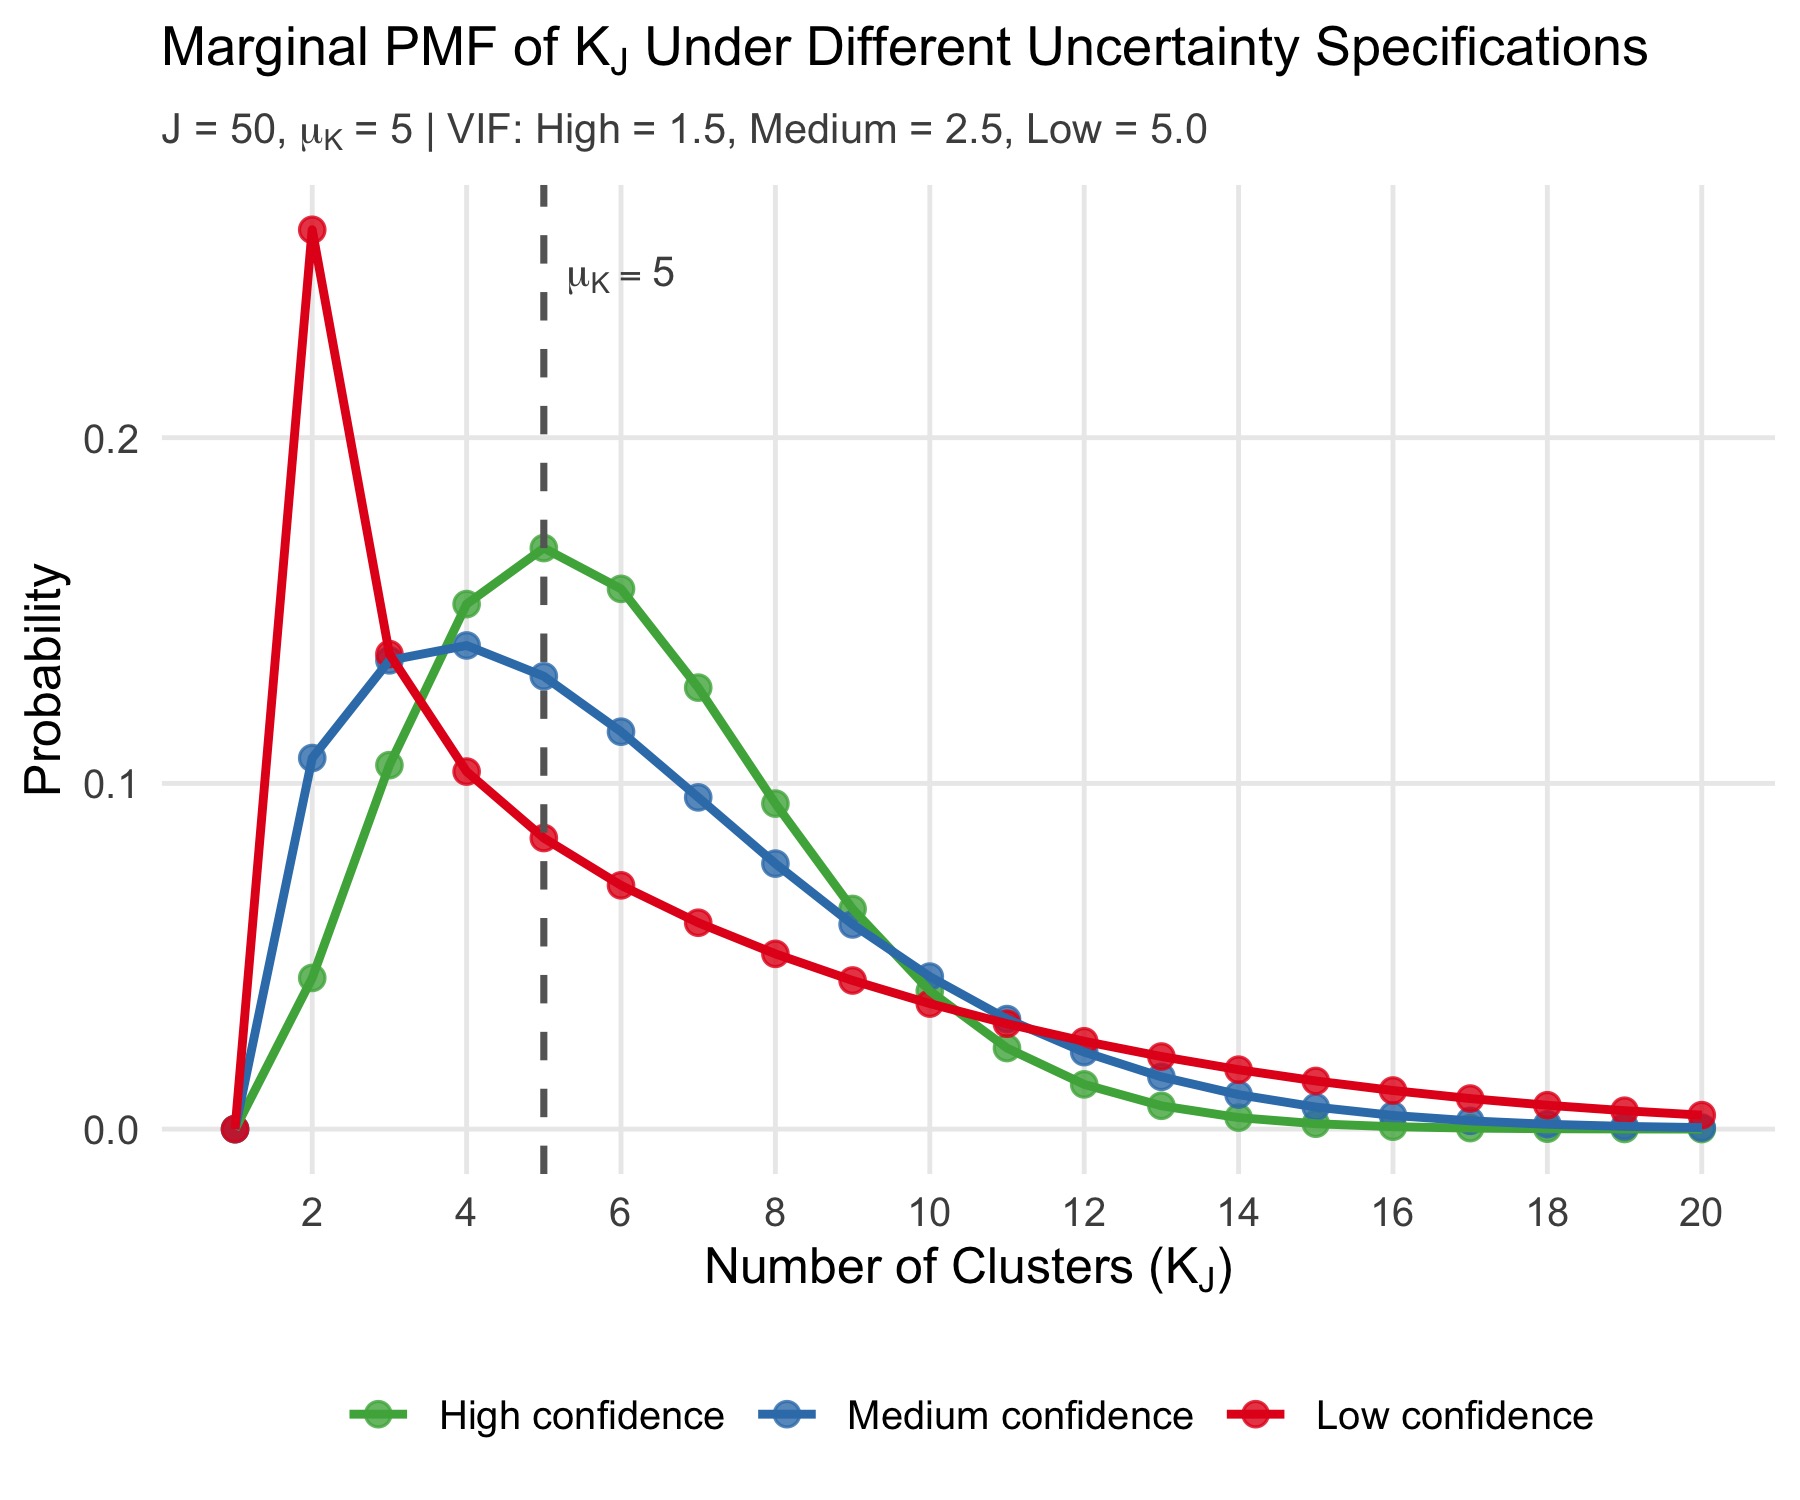 Marginal PMF of K_J Under Different Uncertainty Specifications
J = 50, μ_K = 5 | VIF: High = 1.5, Medium = 2.5, Low = 5.0
μ_K = 5
Probability
0.2
0.1
0.0
2 4 6 8 10 12 14 16 18 20
Number of Clusters (K_J)
High confidence Medium confidence Low confidence